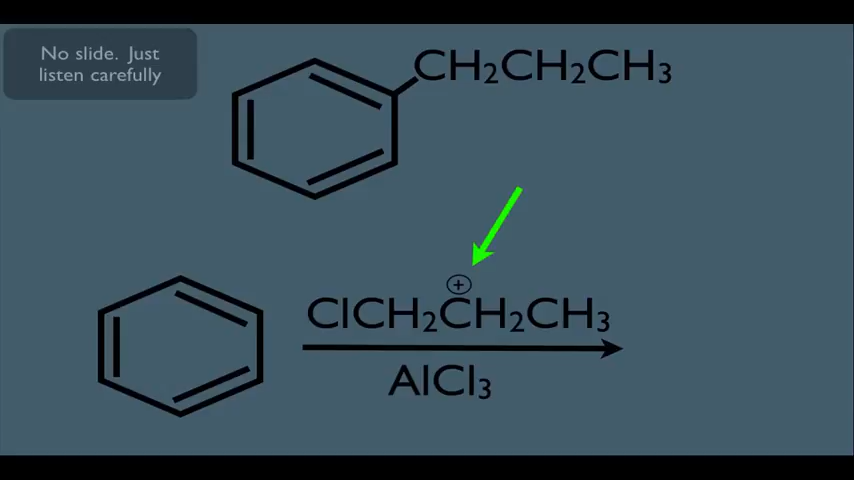 No slide. Just
listen carefully
CH₂CH₂CH₃
+
ClCH₂CH₂CH₃
AlCl₃